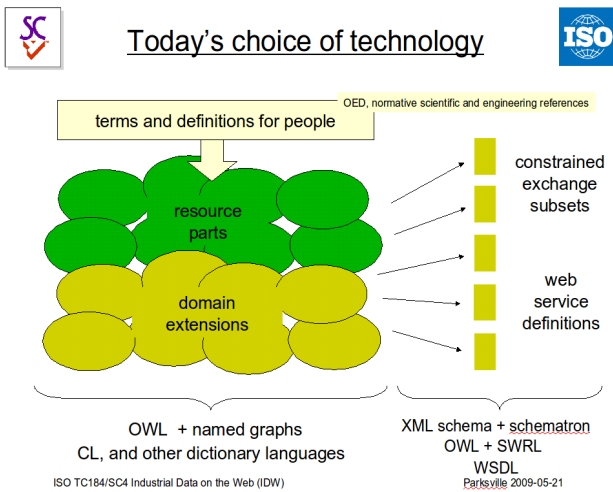 SC
Today's choice of technology
ISO
OED, normative scientific and engineering references
terms and definitions for people
resource
parts
domain
extensions
constrained
exchange
subsets
web
service
definitions
OWL + named graphs
CL, and other dictionary languages
XML schema + schematron
OWL + SWRL
WSDL
ISO TC184/SC4 Industrial Data on the Web (IDW)
Parksville 2009-05-21